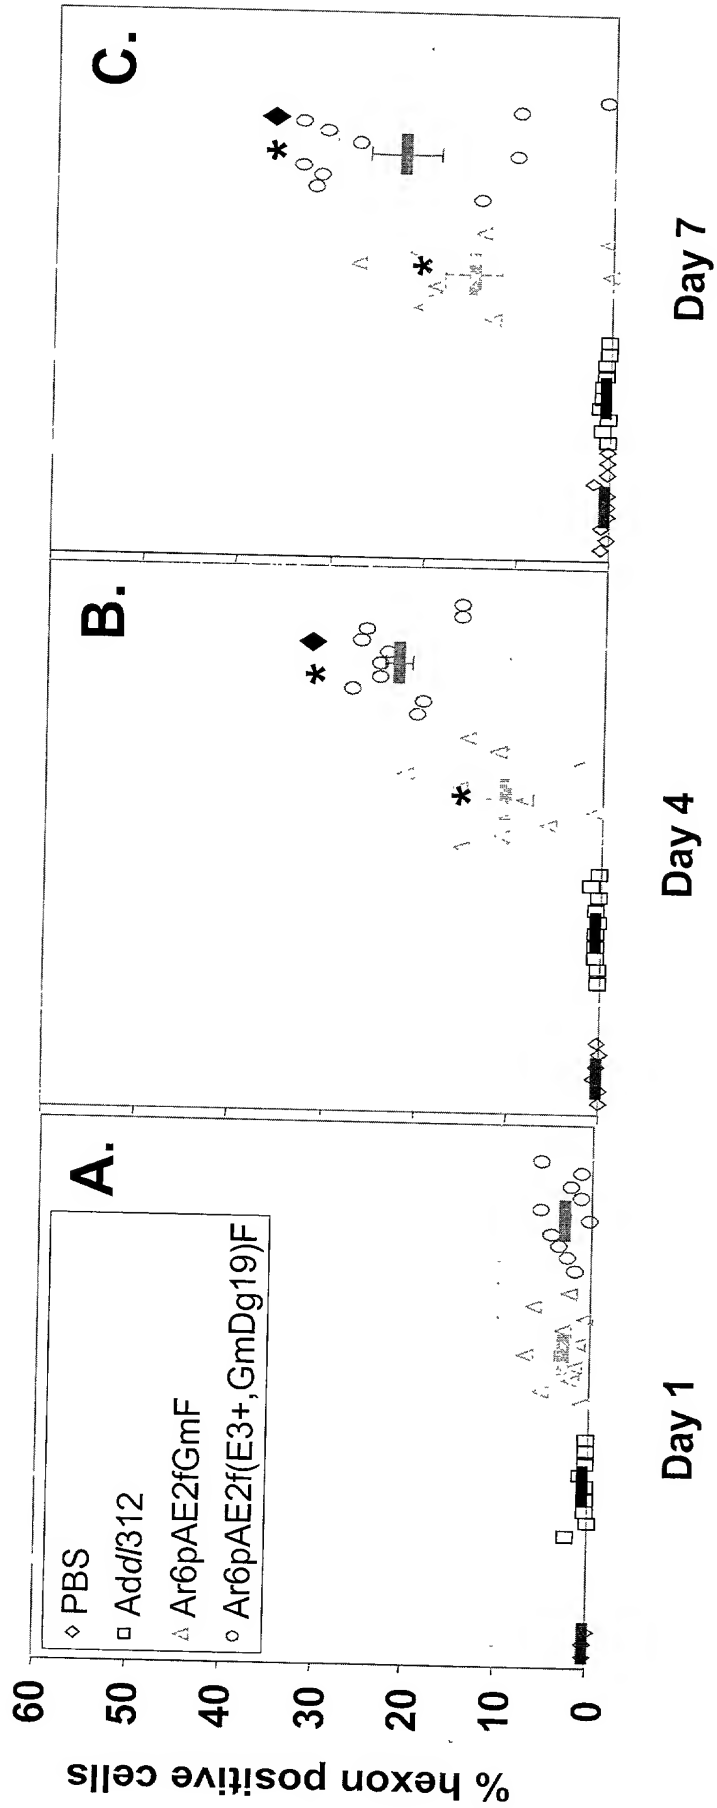 % hexon positive cells
60
50
40
30
20
10
0
A.
PBS
Addl312
Ar6pAE2fGmF
Ar6pAE2f(E3+,GmDg19)F
Day 1
B.
*
*
Day 4
C.
*
*
Day 7